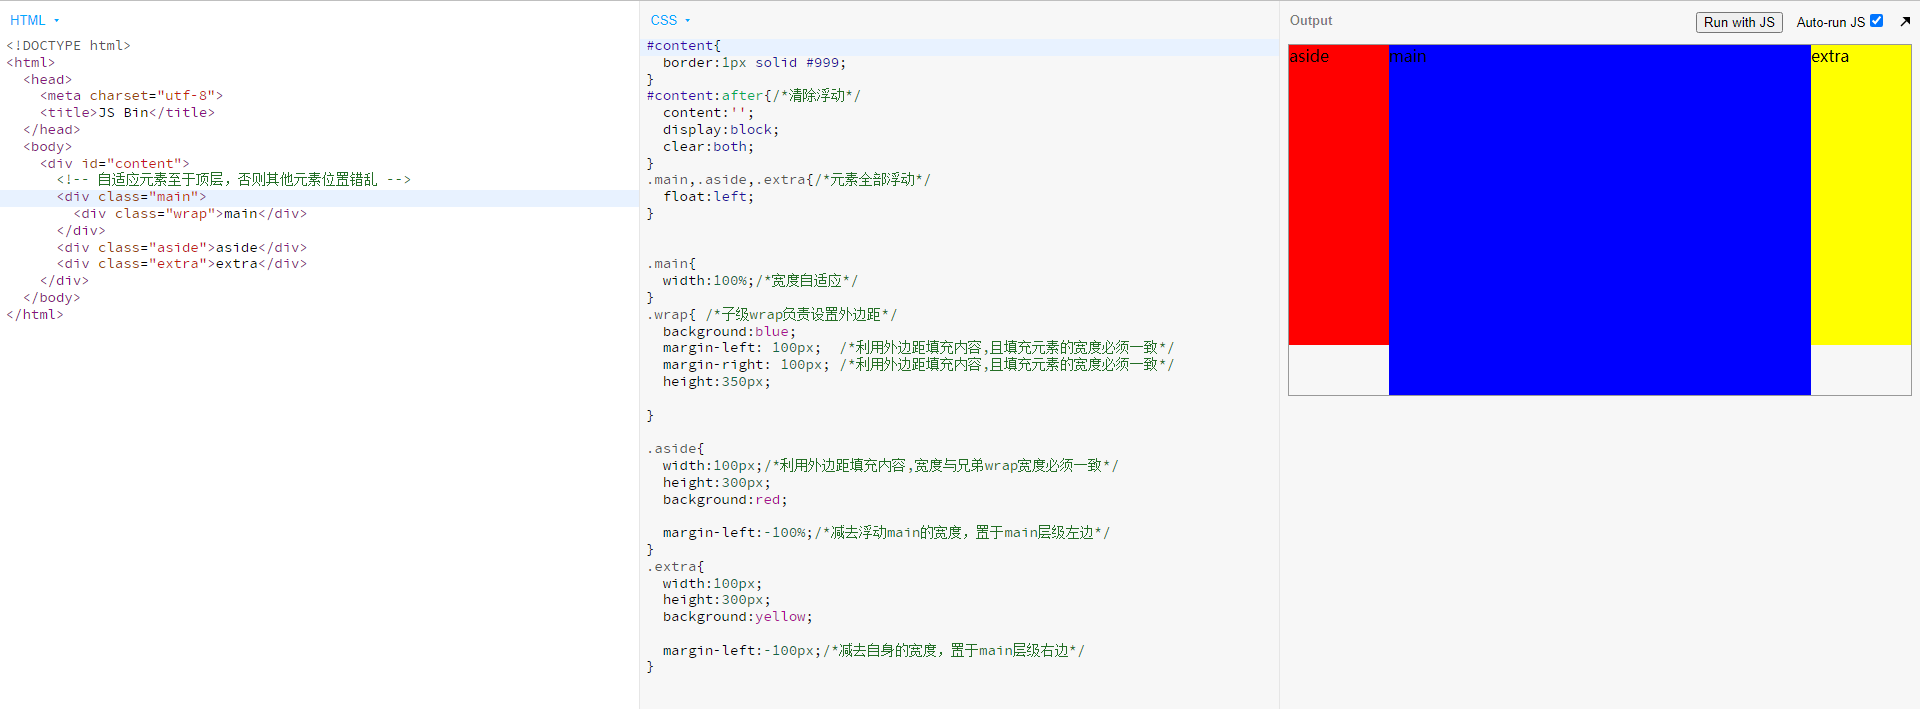 HTML
<!DOCTYPE html>
<html>
<head>
<meta charset="utf-8">
<title>JS Bin</title>
</head>
<body>
<div id="content">
<!-- 自适应元素至于顶层，否则其他元素位置错乱 -->
<div class="main">
<div class="wrap">main</div>
</div>
<div class="aside">aside</div>
<div class="extra">extra</div>
</div>
</body>
</html>
CSS
#content{
border:1px solid #999;
}
#content:after{/*清除浮动*/
content:'';
display:block;
clear:both;
}
.main,.aside,.extra{/*元素全部浮动*/
float:left;
}
.main{
width:100%;/*宽度自适应*/
}
.wrap{ /*子级wrap负责设置外边距*/
background:blue;
margin-left: 100px;  /*利用外边距填充内容,且填充元素的宽度必须一致*/
margin-right: 100px; /*利用外边距填充内容,且填充元素的宽度必须一致*/
height:350px;
}
.aside{
width:100px;/*利用外边距填充内容,宽度与兄弟wrap宽度必须一致*/
height:300px;
background:red;
margin-left:-100%;/*减去浮动main的宽度，置于main层级左边*/
}
.extra{
width:100px;
height:300px;
background:yellow;
margin-left:-100px;/*减去自身的宽度，置于main层级右边*/
}
Output
Run with JS
Auto-run JS
aside
main
extra